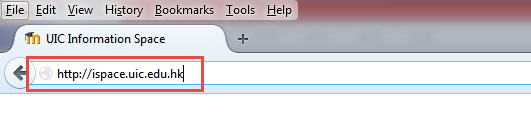 File Edit View History Bookmarks Tools Help
UIC Information Space
http://ispace.uic.edu.hk